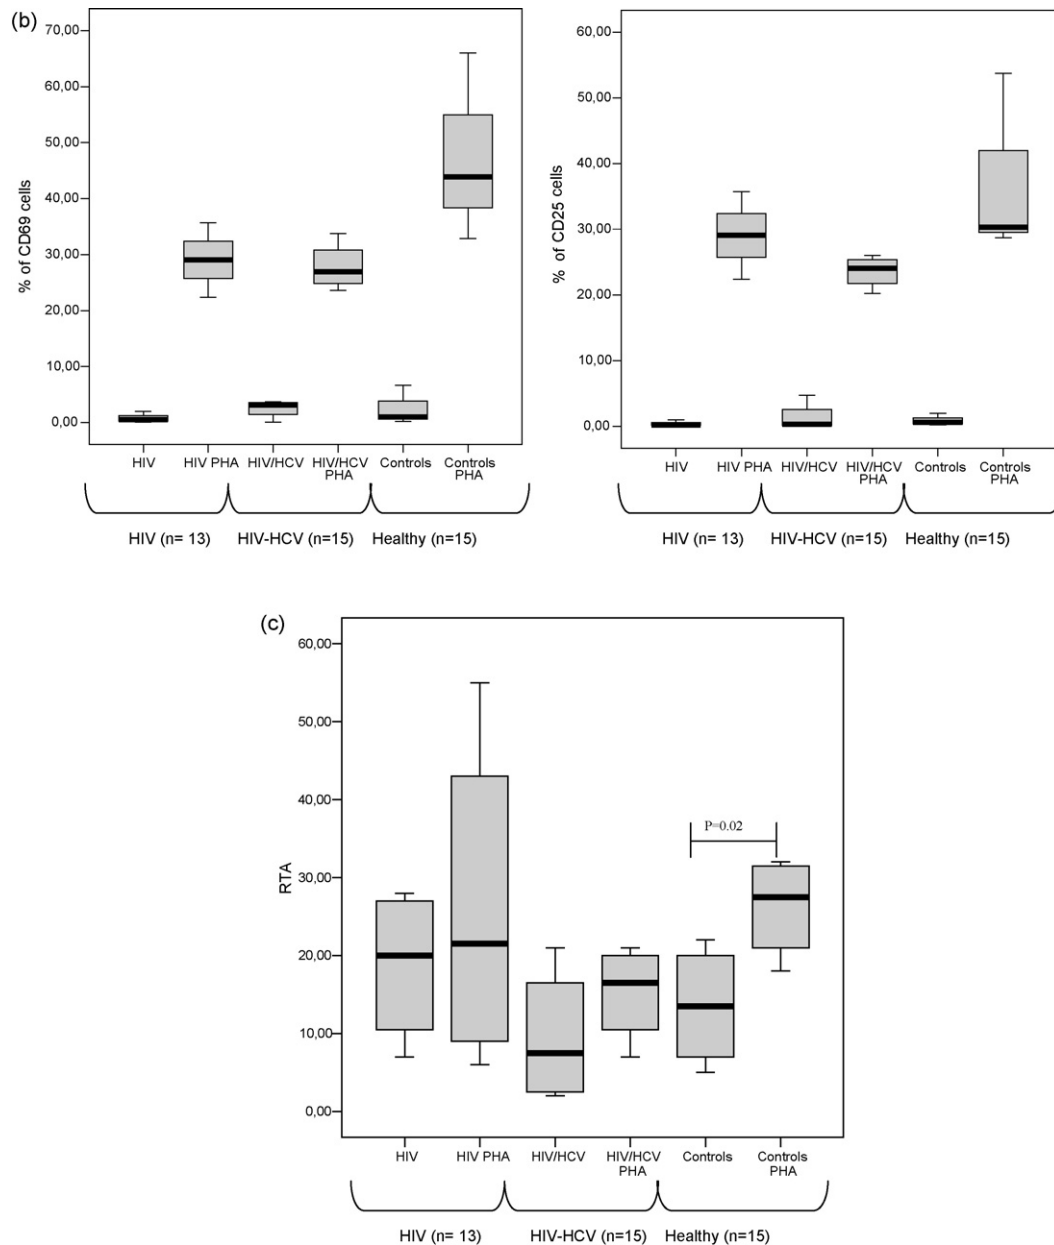 (b)
% of CD69 cells
70,00
60,00
50,00
40,00
30,00
20,00
10,00
0,00
HIV HIV PHA HIV/HCV HIV/HCV PHA Controls Controls PHA
HIV (n= 13) HIV-HCV (n=15) Healthy (n=15)
% of CD25 cells
60,00
50,00
40,00
30,00
20,00
10,00
0,00
HIV HIV PHA HIV/HCV HIV/HCV PHA Controls Controls PHA
HIV (n= 13) HIV-HCV (n=15) Healthy (n=15)
(c)
RTA
60,00
50,00
40,00
30,00
20,00
10,00
0,00
P=0.02
HIV HIV PHA HIV/HCV HIV/HCV PHA Controls Controls PHA
HIV (n= 13) HIV-HCV (n=15) Healthy (n=15)